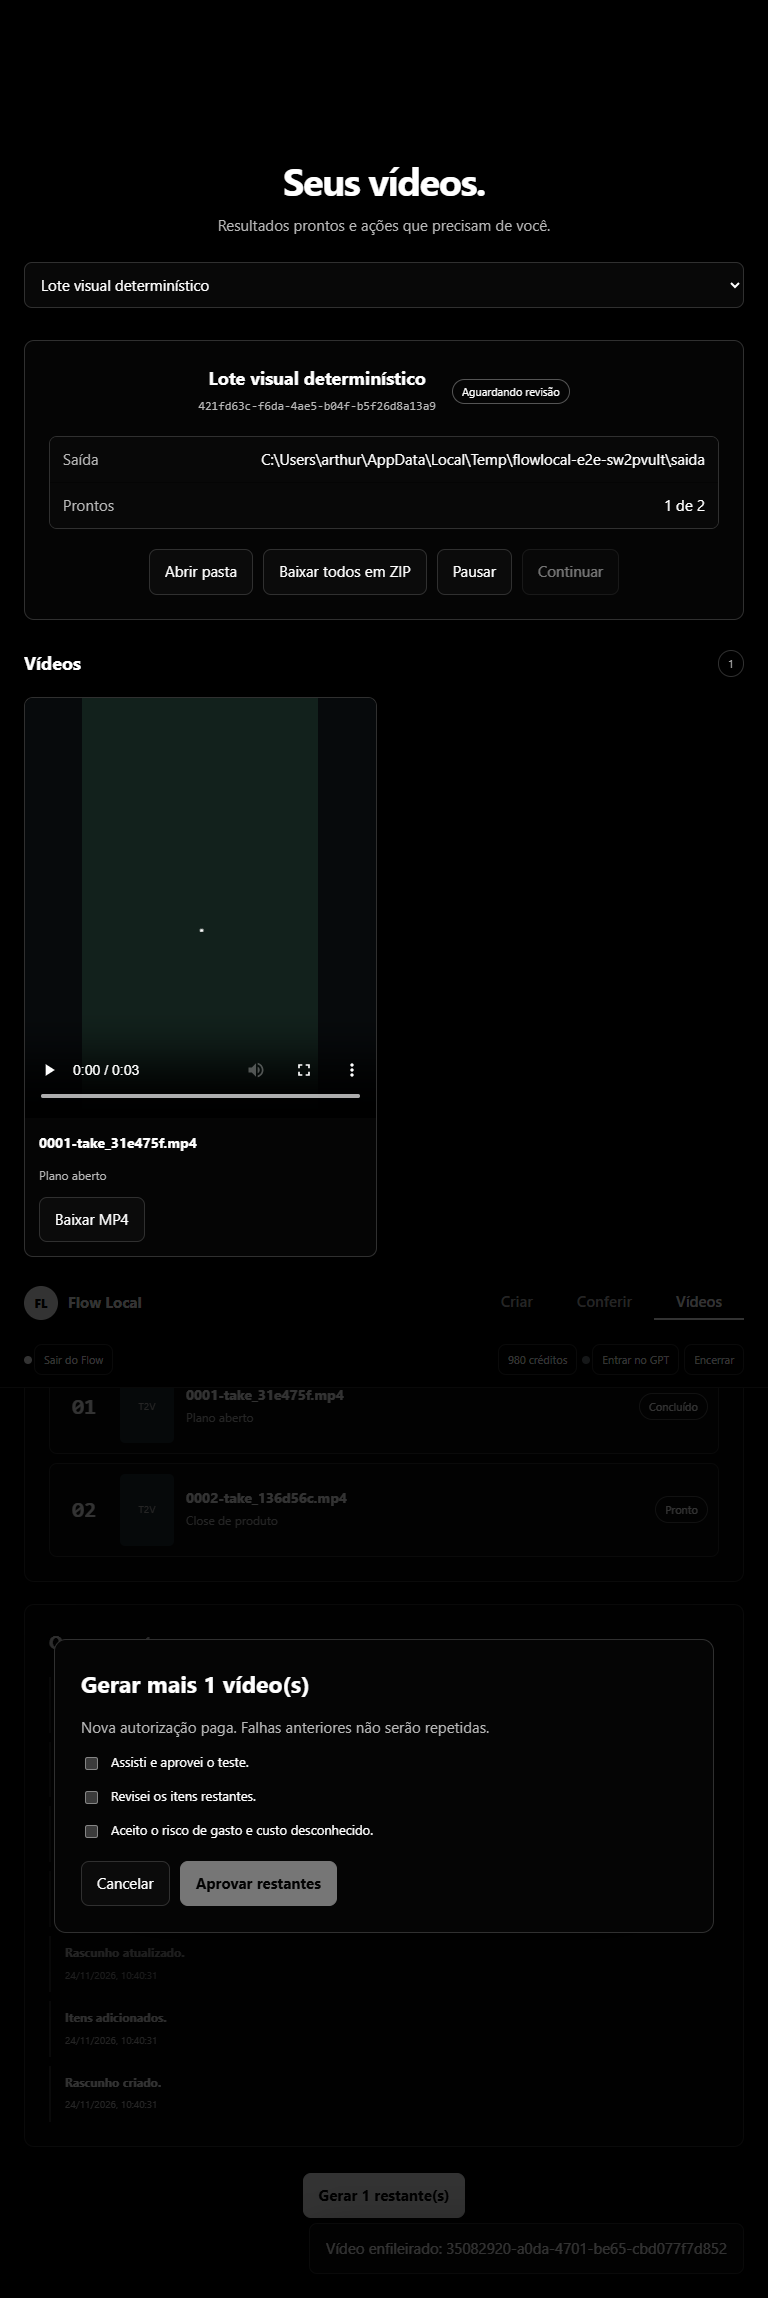 Seus vídeos.
Resultados prontos e ações que precisam de você.
Lote visual determinístico
Lote visual determinístico
421fd63c-f6da-4ae5-b04f-b5f26d8a13a9
Aguardando revisão
Saída
C:\Users\arthur\AppData\Local\Temp\flowlocal-e2e-sw2pvult\saida
Prontos
1 de 2
Abrir pasta
Baixar todos em ZIP
Pausar
Continuar
Vídeos
1
0:00 / 0:03
0001-take_31e475f.mp4
Plano aberto
Baixar MP4
FL
Flow Local
Criar
Conferir
Vídeos
Sair do Flow
980 créditos
Entrar no GPT
Encerrar
01
T2V
0001-take_31e475f.mp4
Plano aberto
Concluído
02
T2V
0002-take_136d56c.mp4
Close de produto
Pronto
Gerar mais 1 vídeo(s)
Nova autorização paga. Falhas anteriores não serão repetidas.
Assisti e aprovei o teste.
Revisei os itens restantes.
Aceito o risco de gasto e custo desconhecido.
Cancelar
Aprovar restantes
Rascunho atualizado.
24/11/2026, 10:40:31
Itens adicionados.
24/11/2026, 10:40:31
Rascunho criado.
24/11/2026, 10:40:31
Gerar 1 restante(s)
Vídeo enfileirado: 35082920-a0da-4701-be65-cbd077f7d852